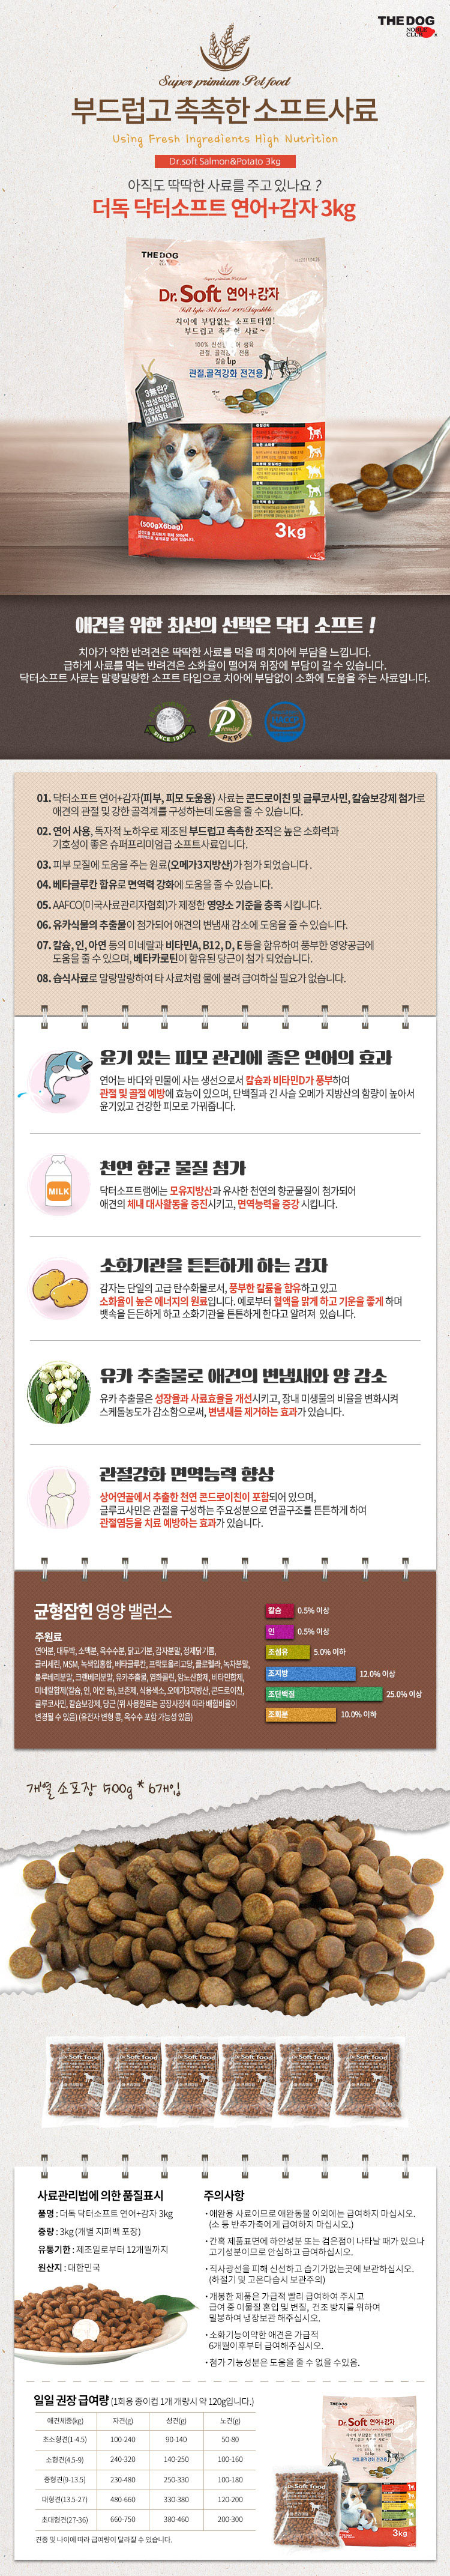 THE DOG
NOBLE
CLUB
Super primium Pet food
부드럽고 촉촉한 소프트사료
Using Fresh Ingredients High Nutrition
Dr.soft Salmon&Potato 3kg
아직도 딱딱한 사료를 주고 있나요 ?
더독 닥터소프트 연어+감자 3kg
THE DOG
Dr. Soft 연어+감자
Soft type Pet food 100% Digestible
치아에 부담없는 소프트타입!
관절,골격강화 전견용
3無란?
1.합성착향료
2.합성발색제
3.MSG
(500gX6bag)
3kg
애견을 위한 최선의 선택은 닥터 소프트 !
치아가 약한 반려견은 딱딱한 사료를 먹을 때 치아에 부담을 느낍니다.
급하게 사료를 먹는 반려견은 소화율이 떨어져 위장에 부담이 갈 수 있습니다.
닥터소프트 사료는 말랑말랑한 소프트 타입으로 치아에 부담없이 소화에 도움을 주는 사료입니다.
SINCE 1997
Premium
PKPF
HACCP
01. 닥터소프트 연어+감자(피부, 피모 도움용) 사료는 콘드로이친 및 글루코사민, 칼슘보강제 첨가로
애견의 관절 및 강한 골격계를 구성하는데 도움을 줄 수 있습니다.
02. 연어 사용, 독자적 노하우로 제조된 부드럽고 촉촉한 조직은 높은 소화력과
기호성이 좋은 슈퍼프리미엄급 소프트사료입니다.
03. 피부 모질에 도움을 주는 원료(오메가3지방산)가 첨가 되었습니다 .
04. 베타글루칸 함유로 면역력 강화에 도움을 줄 수 있습니다.
05. AAFCO(미국사료관리자협회)가 제정한 영양소 기준을 충족 시킵니다.
06. 유카식물의 추출물이 첨가되어 애견의 변냄새 감소에 도움을 줄 수 있습니다.
07. 칼슘, 인, 아연 등의 미네랄과 비타민A, B12, D, E 등을 함유하여 풍부한 영양공급에
도움을 줄 수 있으며, 베타카로틴이 함유된 당근이 첨가 되었습니다.
08. 습식사료로 말랑말랑하여 타 사료처럼 물에 불려 급여하실 필요가 없습니다.
윤기 있는 피모 관리에 좋은 연어의 효과
연어는 바다와 민물에 사는 생선으로서 칼슘과 비타민D가 풍부하여
관절 및 골절 예방에 효능이 있으며, 단백질과 긴 사슬 오메가 지방산의 함량이 높아서
윤기있고 건강한 피모로 가꿔줍니다.
천연 항균 물질 첨가
MILK
닥터소프트램에는 모유지방산과 유사한 천연의 항균물질이 첨가되어
애견의 체내 대사활동을 증진시키고, 면역능력을 증강 시킵니다.
소화기관을 튼튼하게 하는 감자
감자는 단일의 고급 탄수화물로서, 풍부한 칼륨을 함유하고 있고
소화율이 높은 에너지의 원료입니다. 예로부터 혈액을 맑게 하고 기운을 좋게 하며
뱃속을 든든하게 하고 소화기관을 튼튼하게 한다고 알려져 있습니다.
유카 추출물로 애견의 변냄새와 양 감소
유카 추출물은 성장율과 사료효율을 개선시키고, 장내 미생물의 비율을 변화시켜
스케톨농도가 감소함으로써, 변냄새를 제거하는 효과가 있습니다.
관절강화 면역능력 향상
상어연골에서 추출한 천연 콘드로이친이 포함되어 있으며,
글루코사민은 관절을 구성하는 주요성분으로 연골구조를 튼튼하게 하여
관절염등을 치료 예방하는 효과가 있습니다.
균형잡힌 영양 밸런스
주원료
연어분, 대두박, 소맥분, 옥수수분, 닭고기분, 감자분말, 정제닭기름,
글리세린, MSM, 녹색입홍합, 베타글루칸, 프락토올리고당, 클로렐라, 녹차분말,
블루베리분말, 크랜베리분말, 유카추출물, 염화콜린, 암노산합제, 비타민합제,
미네랄합제(칼슘, 인, 아연 등), 보존제, 식용색소, 오메가3지방산, 콘드로이친,
글루코사민, 칼슘보강제, 당근 (위 사용원료는 공장사정에 따라 배합비율이
변경될 수 있음) (유전자 변형 콩, 옥수수 포함 가능성 있음)
칼슘 0.5% 이상
인 0.5% 이상
조섬유 5.0% 이하
조지방 12.0% 이상
조단백질 25.0% 이상
조회분 10.0% 이하
개별 소포장 500g * 6개입
Dr. Soft Food
Dr. Soft Food
Dr. Soft Food
Dr. Soft Food
Dr. Soft Food
Dr. Soft Food
사료관리법에 의한 품질표시
품명 : 더독 닥터소프트 연어+감자 3kg
중량 : 3kg (개별 지퍼백 포장)
유통기한 : 제조일로부터 12개월까지
원산지 : 대한민국
주의사항
· 애완용 사료이므로 애완동물 이외에는 급여하지 마십시오.
(소 등 반추가축에게 급여하지 마십시오.)
· 간혹 제품표면에 하얀성분 또는 검은점이 나타날 때가 있으나
고기성분이므로 안심하고 급여하십시오.
· 직사광선을 피해 신선하고 습기가없는곳에 보관하십시오.
(하절기 및 고온다습시 보관주의)
· 개봉한 제품은 가급적 빨리 급여하여 주시고
급여 중 이물질 혼입 및 변질, 건조 방지를 위하여
밀봉하여 냉장보관 해주십시오.
· 소화기능이약한 애견은 가급적
6개월이후부터 급여해주십시오.
· 첨가 기능성분은 도움을 줄 수 없을 수있음.
일일 권장 급여량 (1회용 종이컵 1개 개량시 약 120g입니다.)
애견체중(kg) 자견(g) 성견(g) 노견(g)
초소형견(1-4.5) 100-240 90-140 50-80
소형견(4.5-9) 240-320 140-250 100-160
중형견(9-13.5) 230-480 250-330 100-180
대형견(13.5-27) 480-660 330-380 120-200
초대형견(27-36) 660-750 380-460 200-300
견종 및 나이에 따라 급여량이 달라질 수 있습니다.
THE DOG
Dr. Soft 연어+감자
관절,골격강화 전견용
Dr. Soft Food
3kg